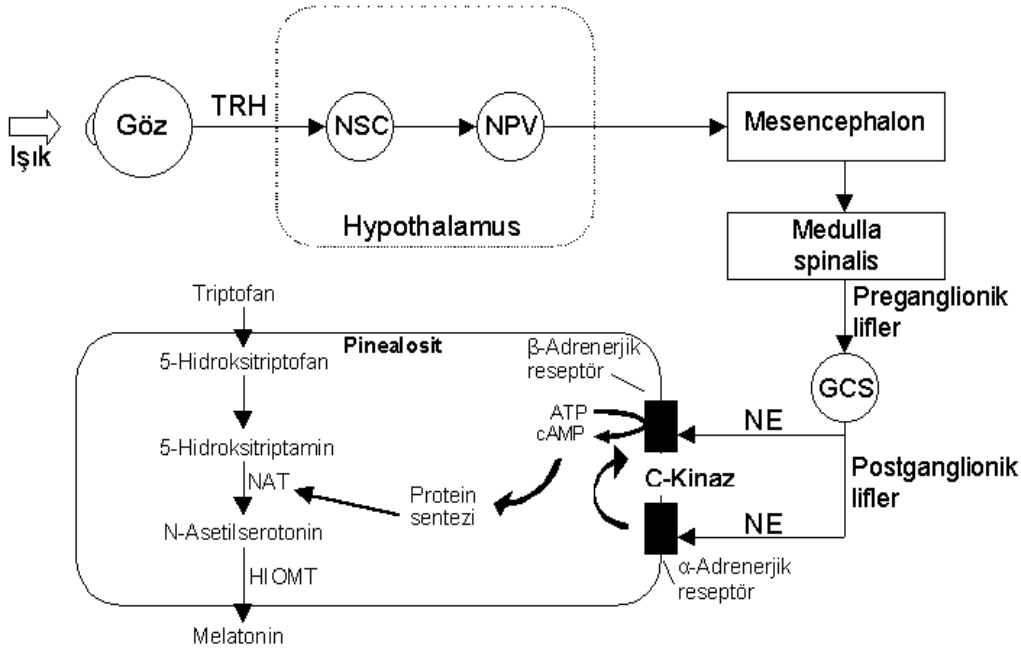 Işık
Göz
TRH
NSC
NPV
Hypothalamus
Mesencephalon
Medulla
spinalis
Preganglionik
lifler
GCS
NE
Postganglionik
lifler
NE
Triptofan
Pinealosit
5-Hidroksitriptofan
β-Adrenerjik
reseptör
ATP
cAMP
5-Hidroksitriptamin
NAT
Protein
sentezi
C-Kinaz
N-Asetilserotonin
HIOMT
α-Adrenerjik
reseptör
Melatonin